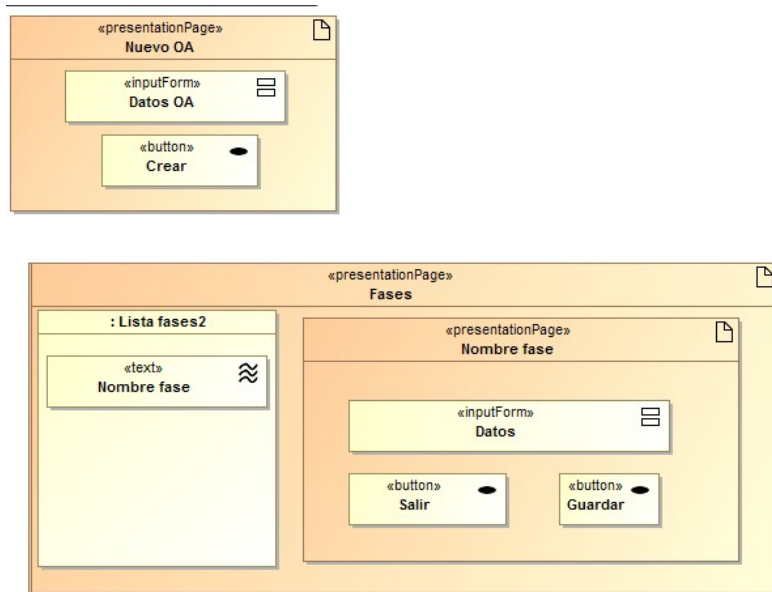 «presentationPage»
Nuevo OA
«inputForm»
Datos OA
«button»
Crear
«presentationPage»
Fases
: Lista fases2
«text»
Nombre fase
«presentationPage»
Nombre fase
«inputForm»
Datos
«button»
Salir
«button»
Guardar